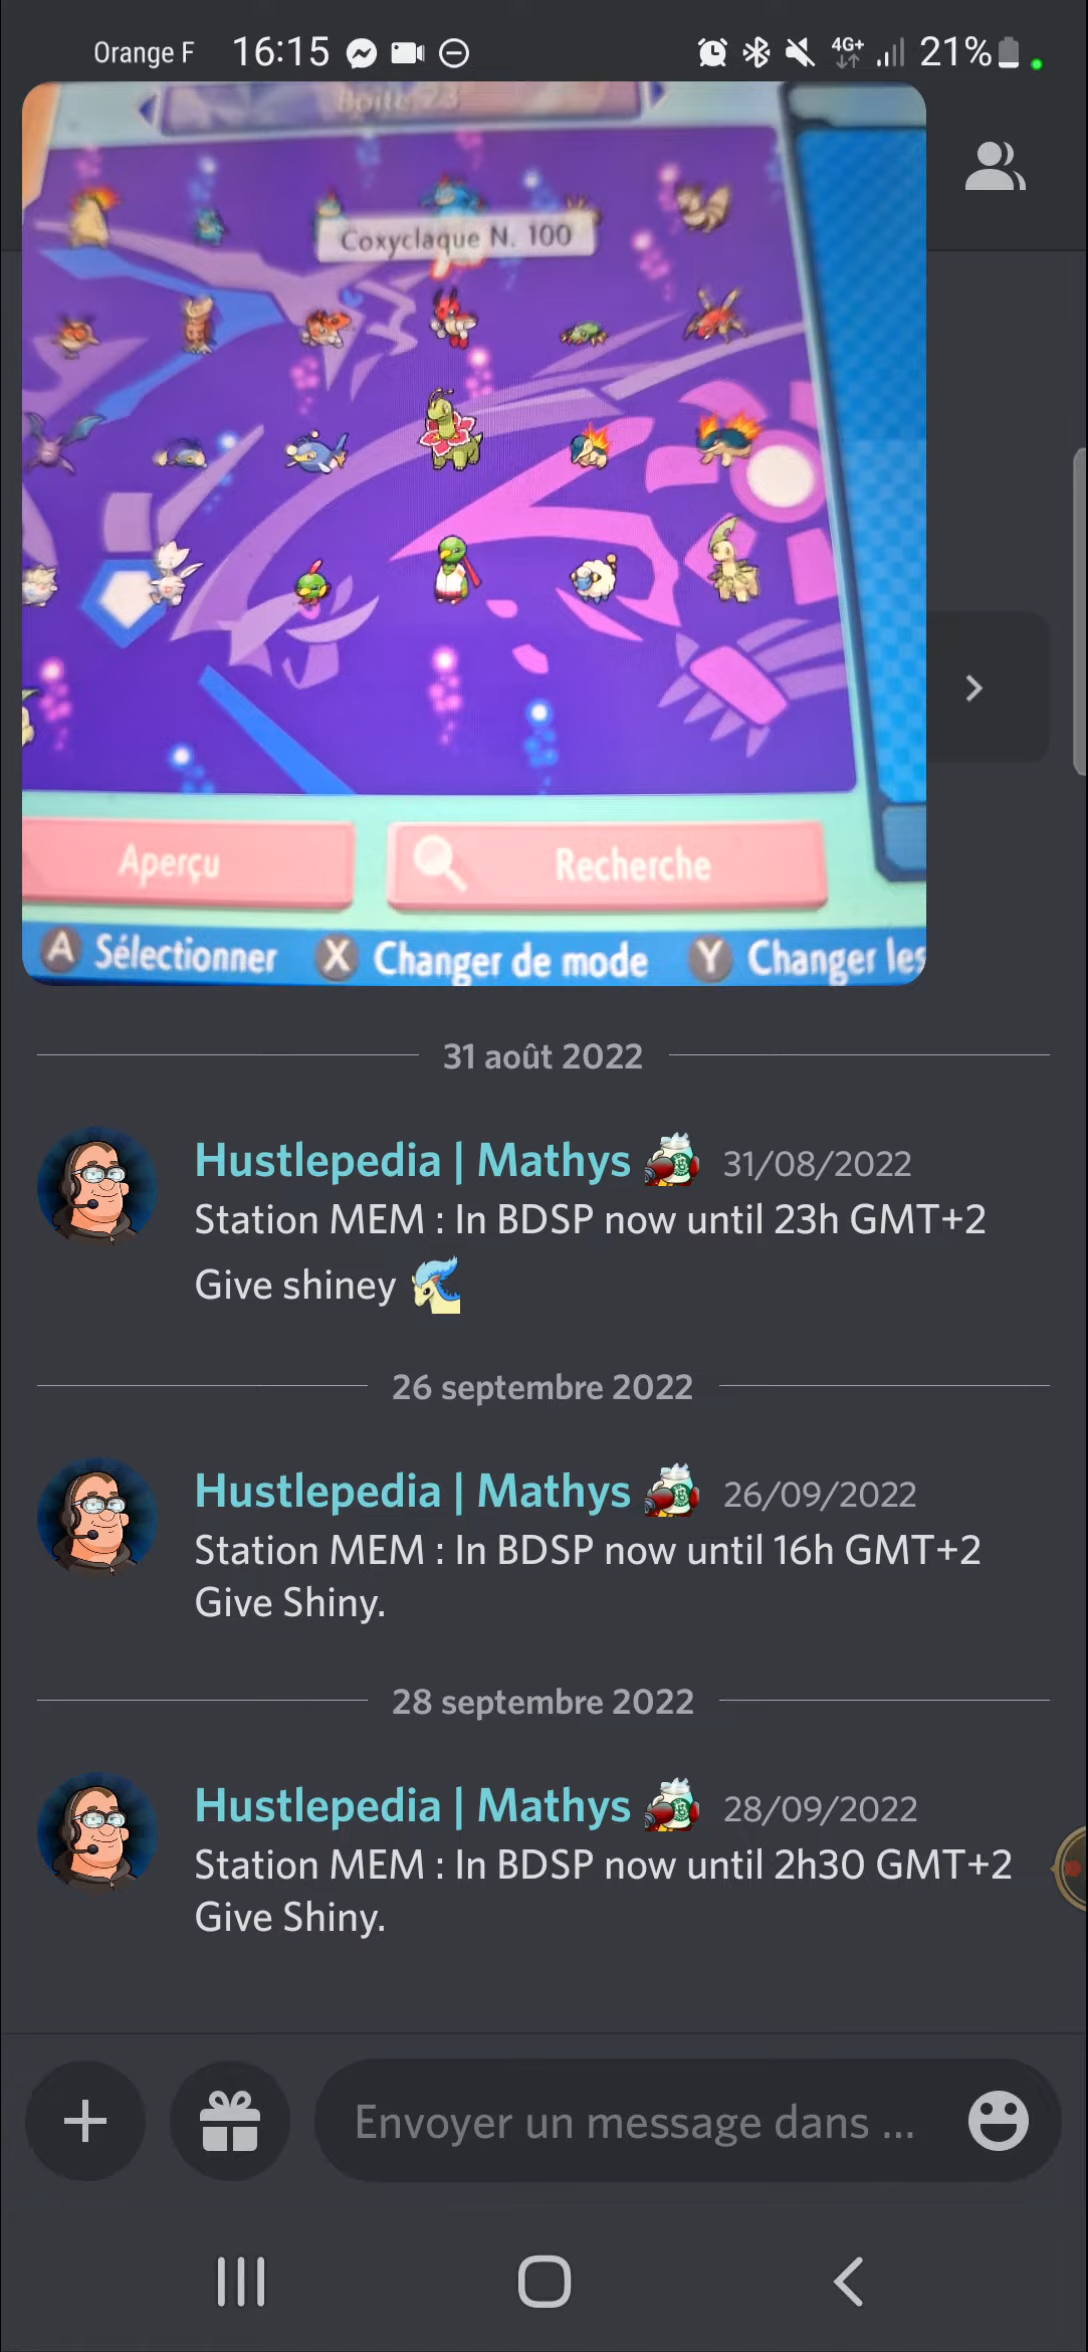 Orange F 16:15 4G+ 21%
Boîte 23
Coxyclaque N. 100
Aperçu Recherche
A Sélectionner X Changer de mode Y Changer les
31 août 2022
Hustlepedia | Mathys 31/08/2022
Station MEM : In BDSP now until 23h GMT+2
Give shiney
26 septembre 2022
Hustlepedia | Mathys 26/09/2022
Station MEM : In BDSP now until 16h GMT+2
Give Shiny.
28 septembre 2022
Hustlepedia | Mathys 28/09/2022
Station MEM : In BDSP now until 2h30 GMT+2
Give Shiny.
Envoyer un message dans ...